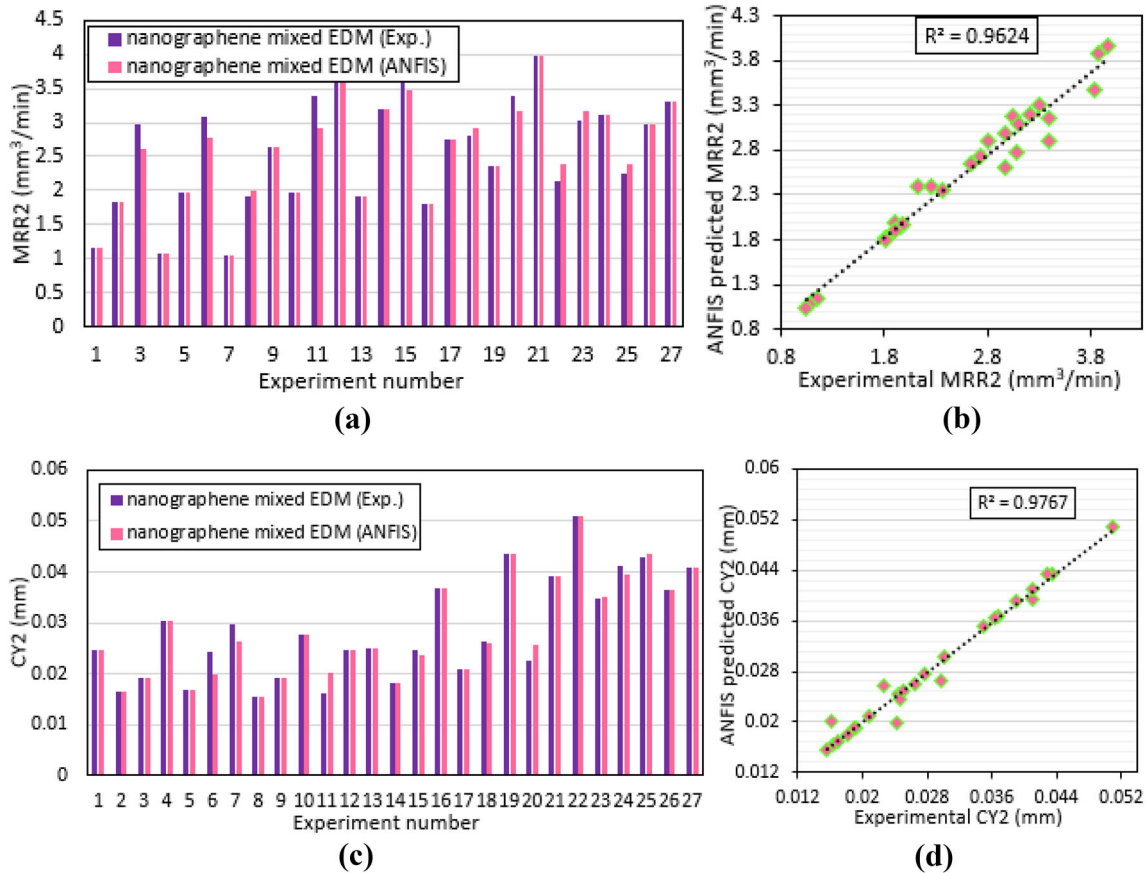 nanographene mixed EDM (Exp.)
nanographene mixed EDM (ANFIS)
MRR2 (mm³/min)
4.5
4
3.5
3
2.5
2
1.5
1
0.5
0
1 3 5 7 9 11 13 15 17 19 21 23 25 27
Experiment number
(a)
R² = 0.9624
ANFIS predicted MRR2 (mm³/min)
4.3
3.8
3.3
2.8
2.3
1.8
1.3
0.8
0.8 1.8 2.8 3.8
Experimental MRR2 (mm³/min)
(b)
nanographene mixed EDM (Exp.)
nanographene mixed EDM (ANFIS)
CY2 (mm)
0.06
0.05
0.04
0.03
0.02
0.01
0
1 2 3 4 5 6 7 8 9 10 11 12 13 14 15 16 17 18 19 20 21 22 23 24 25 26 27
Experiment number
(c)
R² = 0.9767
ANFIS predicted CY2 (mm)
0.06
0.052
0.044
0.036
0.028
0.02
0.012
0.012 0.02 0.028 0.036 0.044 0.052
Experimental CY2 (mm)
(d)